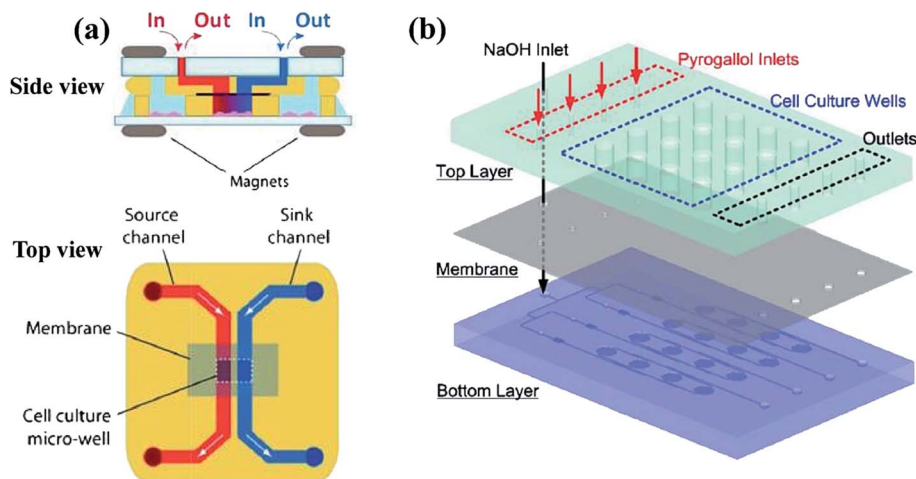 (a)
In
Out
In
Out
Side view
Magnets
Source
channel
Sink
channel
Top view
Membrane
Cell culture
micro-well
(b)
NaOH Inlet
Pyrogallol Inlets
Cell Culture Wells
Outlets
Top Layer
Membrane
Bottom Layer